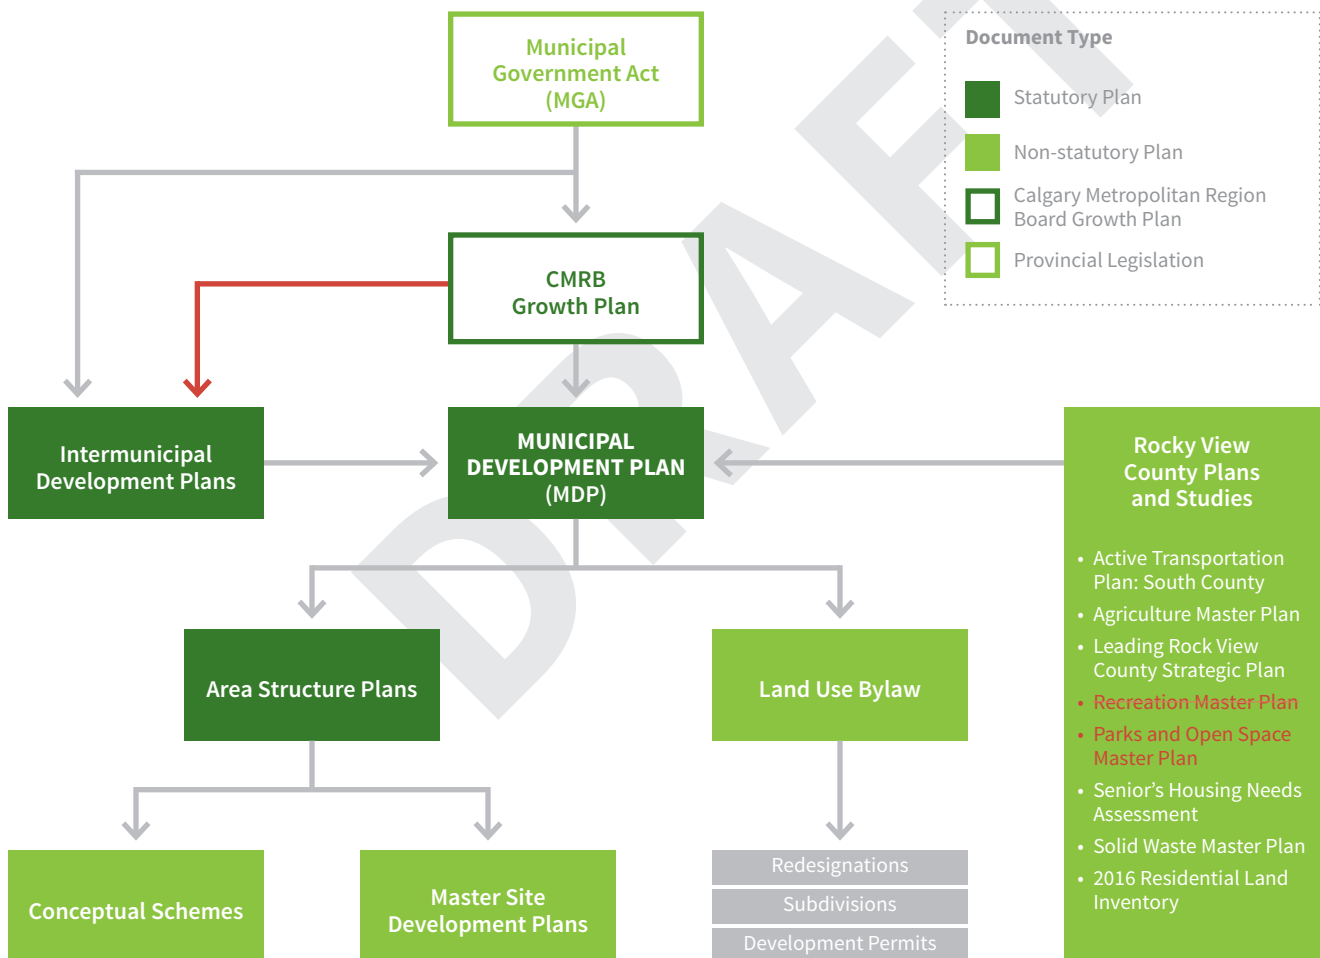 Municipal
Government Act
(MGA)
Document Type
Statutory Plan
Non-statutory Plan
Calgary Metropolitan Region
Board Growth Plan
Provincial Legislation
CMRB
Growth Plan
Intermunicipal
Development Plans
MUNICIPAL
DEVELOPMENT PLAN
(MDP)
Rocky View
County Plans
and Studies
• Active Transportation
Plan: South County
• Agriculture Master Plan
• Leading Rock View
County Strategic Plan
• Recreation Master Plan
• Parks and Open Space
Master Plan
• Senior's Housing Needs
Assessment
• Solid Waste Master Plan
• 2016 Residential Land
Inventory
Area Structure Plans
Land Use Bylaw
Conceptual Schemes
Master Site
Development Plans
Redesignations
Subdivisions
Development Permits
DRAFT